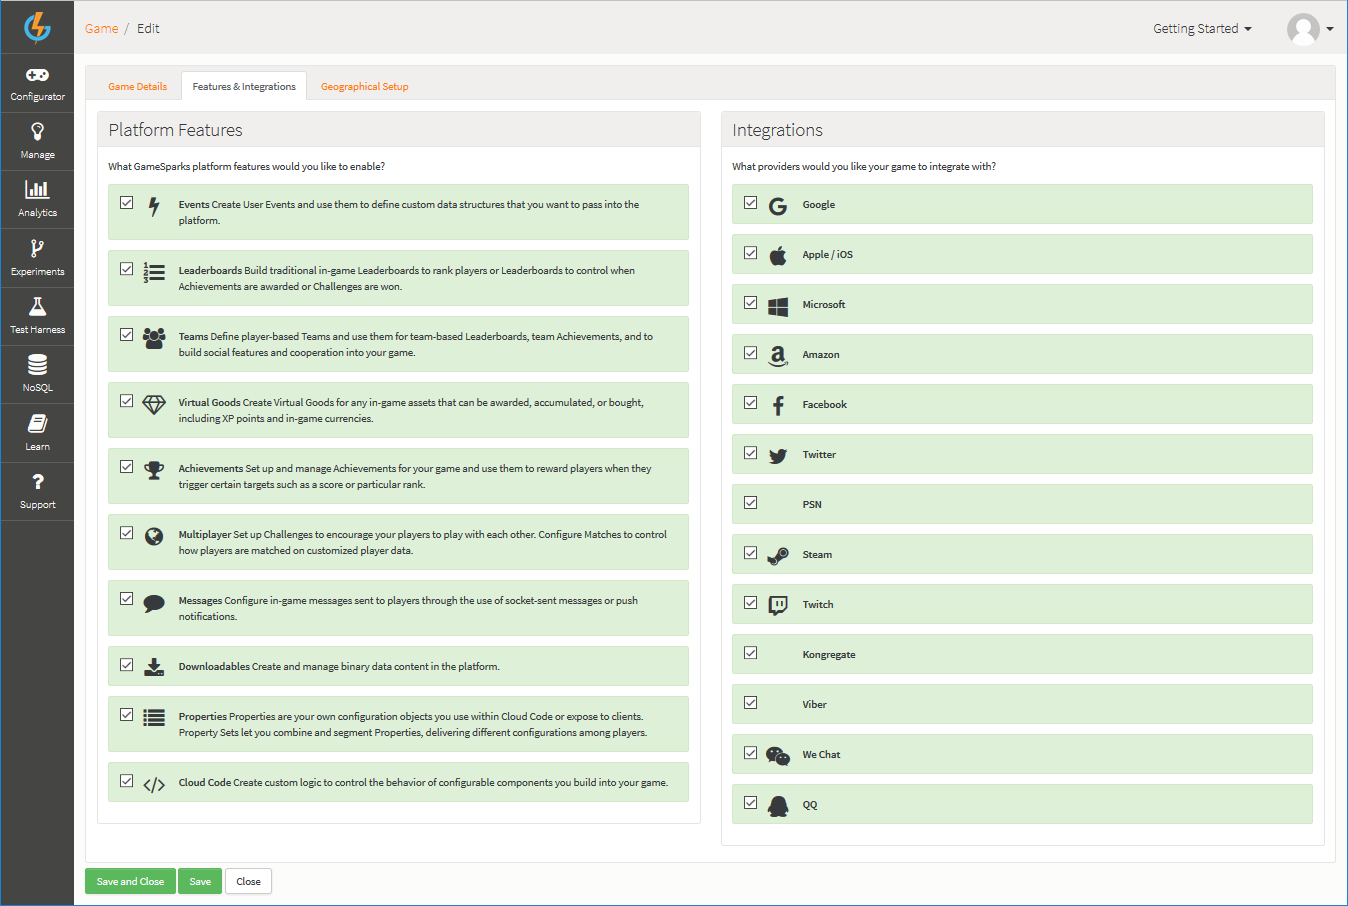 Game / Edit
Getting Started
Configurator
Manage
Analytics
Experiments
Test Harness
NoSQL
Learn
Support
Game Details
Features & Integrations
Geographical Setup
Platform Features
What GameSparks platform features would you like to enable?
Events Create User Events and use them to define custom data structures that you want to pass into the
platform.
1
2
3
Leaderboards Build traditional in-game Leaderboards to rank players or Leaderboards to control when
Achievements are awarded or Challenges are won.
Teams Define player-based Teams and use them for team-based Leaderboards, team Achievements, and to
build social features and cooperation into your game.
Virtual Goods Create Virtual Goods for any in-game assets that can be awarded, accumulated, or bought,
including XP points and in-game currencies.
Achievements Set up and manage Achievements for your game and use them to reward players when they
trigger certain targets such as a score or particular rank.
Multiplayer Set up Challenges to encourage your players to play with each other. Configure Matches to control
how players are matched on customized player data.
Messages Configure in-game messages sent to players through the use of socket-sent messages or push
notifications.
Downloadables Create and manage binary data content in the platform.
Properties Properties are your own configuration objects you use within Cloud Code or expose to clients.
Property Sets let you combine and segment Properties, delivering different configurations among players.
Cloud Code Create custom logic to control the behavior of configurable components you build into your game.
Integrations
What providers would you like your game to integrate with?
Google
Apple / iOS
Microsoft
Amazon
Facebook
Twitter
PSN
Steam
Twitch
Kongregate
Viber
We Chat
QQ
Save and Close
Save
Close